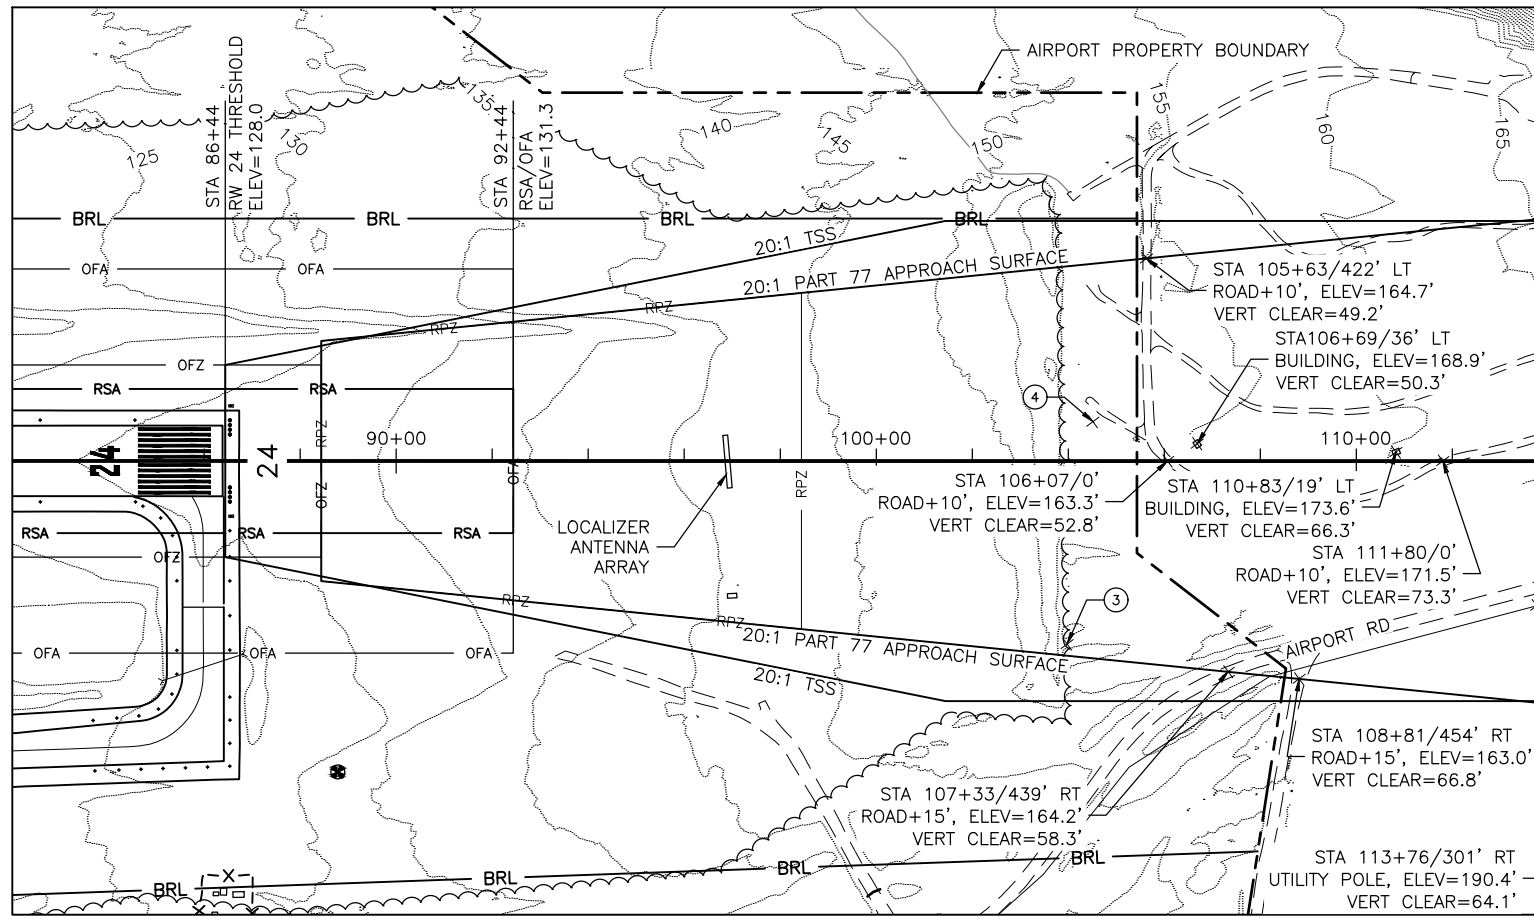 AIRPORT PROPERTY BOUNDARY
STA 86+44
RW 24 THRESHOLD
ELEV=128.0
STA 92+44
RSA/OFA
ELEV=131.3
125
130
135
140
145
150
155
160
165
BRL
BRL
BRL
BRL
20:1 TSS
OFA
OFA
20:1 PART 77 APPROACH SURFACE
RPZ
RPZ
STA 105+63/422' LT
ROAD+10', ELEV=164.7'
VERT CLEAR=49.2'
STA106+69/36' LT
BUILDING, ELEV=168.9'
VERT CLEAR=50.3'
OFZ
RSA
RSA
4
RPZ
24
24
90+00
100+00
110+00
OFA
OFZ
RPZ
STA 106+07/0'
ROAD+10', ELEV=163.3'
VERT CLEAR=52.8'
STA 110+83/19' LT
BUILDING, ELEV=173.6'
VERT CLEAR=66.3'
LOCALIZER
ANTENNA
ARRAY
RSA
RSA
RSA
OFZ
STA 111+80/0'
ROAD+10', ELEV=171.5'
VERT CLEAR=73.3'
3
RPZ
RPZ
20:1 PART 77 APPROACH SURFACE
AIRPORT RD
OFA
OFA
OFA
20:1 TSS
STA 108+81/454' RT
ROAD+15', ELEV=163.0'
VERT CLEAR=66.8'
STA 107+33/439' RT
ROAD+15', ELEV=164.2'
VERT CLEAR=58.3'
BRL
BRL
BRL
BRL
STA 113+76/301' RT
UTILITY POLE, ELEV=190.4'
VERT CLEAR=64.1'